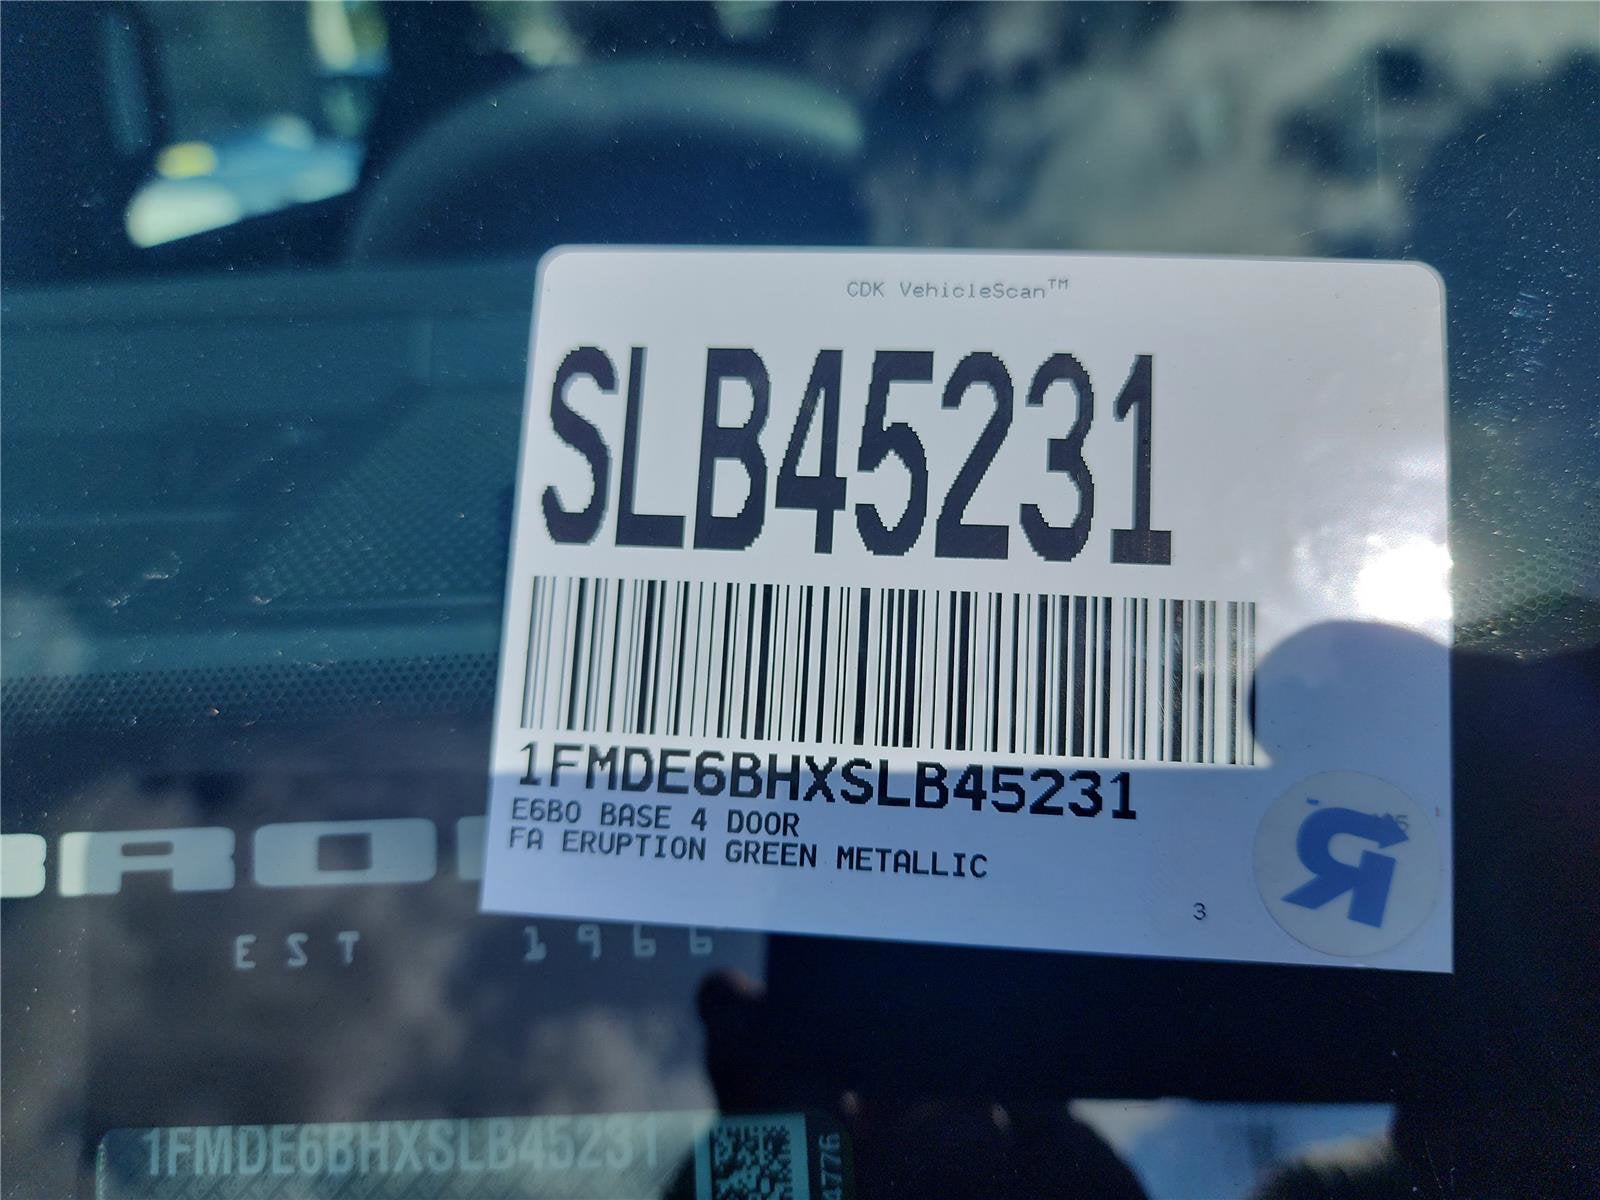 CDK VehicleScan™
SLB45231
1FMDE6BHXSLB45231
E6B0 BASE 4 DOOR
FA ERUPTION GREEN METALLIC
3
R
EST 1966
1FMDE6BHXSLB45231